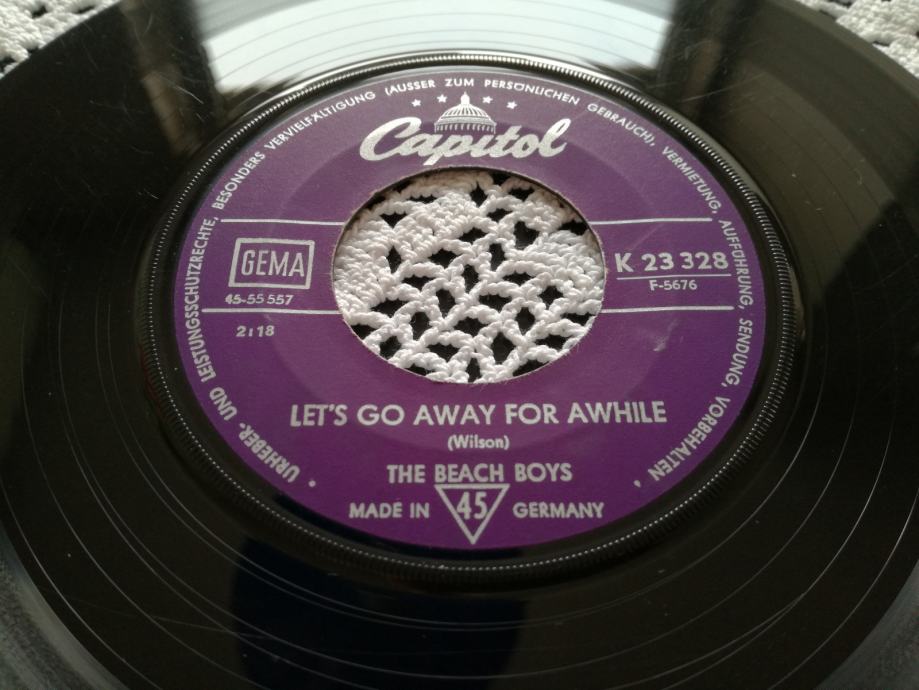 URHEBER- UND LEISTUNGSSCHUTZRECHTE, BESONDERS VERVIELFÄLTIGUNG (AUSSER ZUM PERSÖNLICHEN GEBRAUCH), VERMIETUNG, AUFFÜHRUNG, SENDUNG, VORBEHALTEN
Capitol
GEMA
45-55 557
2:18
K 23 328
F-5676
LET'S GO AWAY FOR AWHILE
(Wilson)
THE BEACH BOYS
MADE IN 45 GERMANY